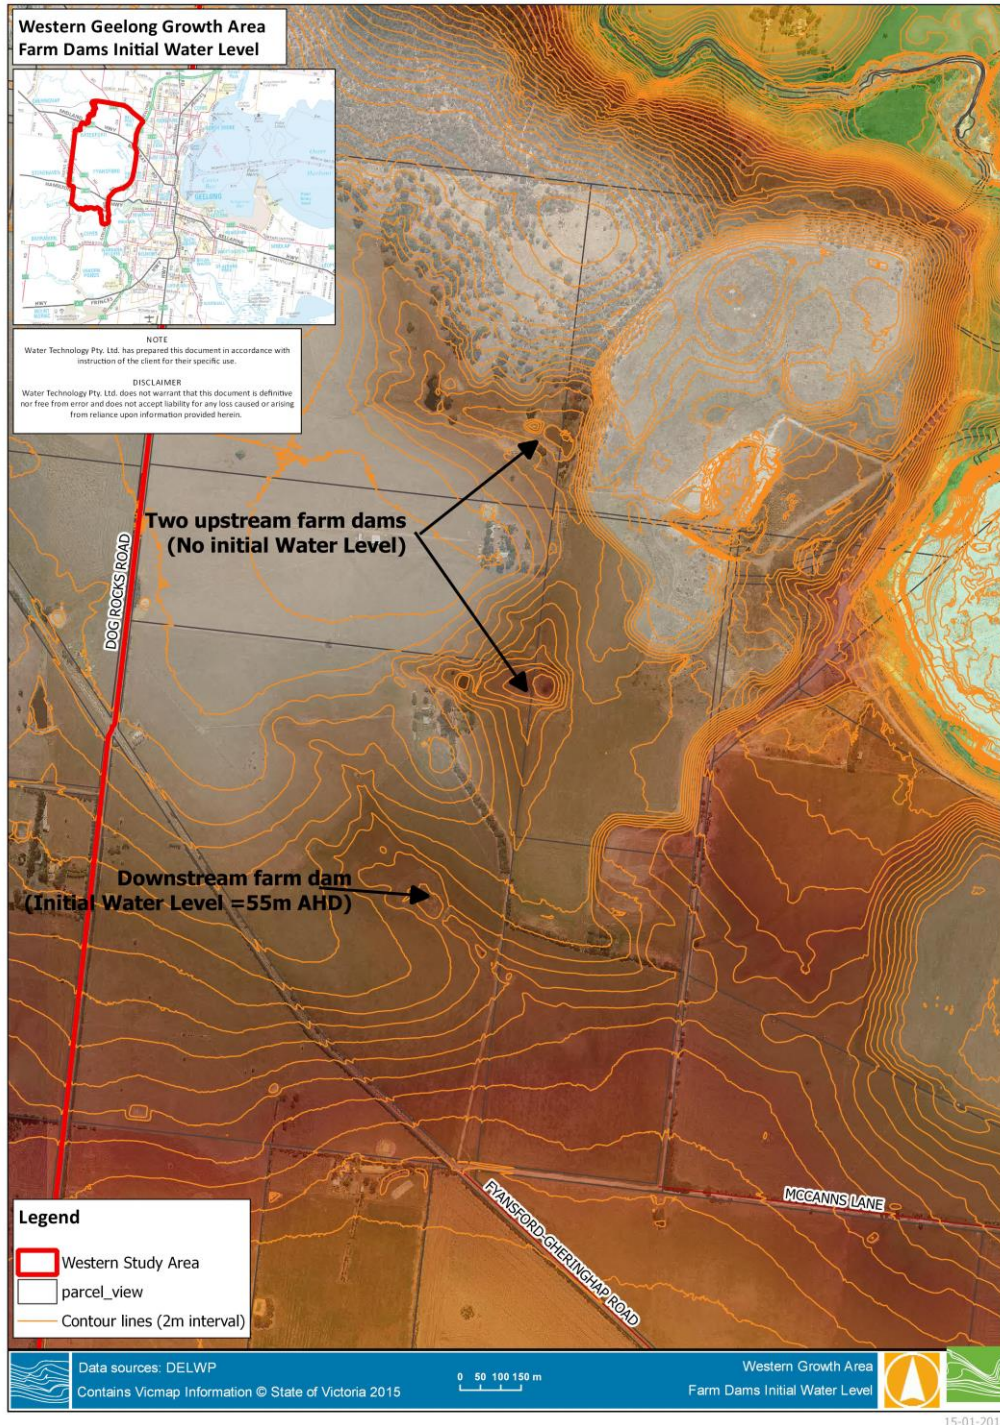 Western Geelong Growth Area
Farm Dams Initial Water Level
GEELONG
NOTE
Water Technology Pty. Ltd. has prepared this document in accordance with
instruction of the client for their specific use.
DISCLAIMER
Water Technology Pty. Ltd. does not warrant that this document is definitive
nor free from error and does not accept liability for any loss caused or arising
from reliance upon information provided herein.
Two upstream farm dams
(No initial Water Level)
DOG ROCKS ROAD
Downstream farm dam
(Initial Water Level =55m AHD)
MCCANNS LANE
FYANSFORD-GHERINGHAP ROAD
Legend
Western Study Area
parcel_view
Contour lines (2m interval)
Data sources: DELWP
Contains Vicmap Information © State of Victoria 2015
0 50 100 150 m
Western Growth Area
Farm Dams Initial Water Level